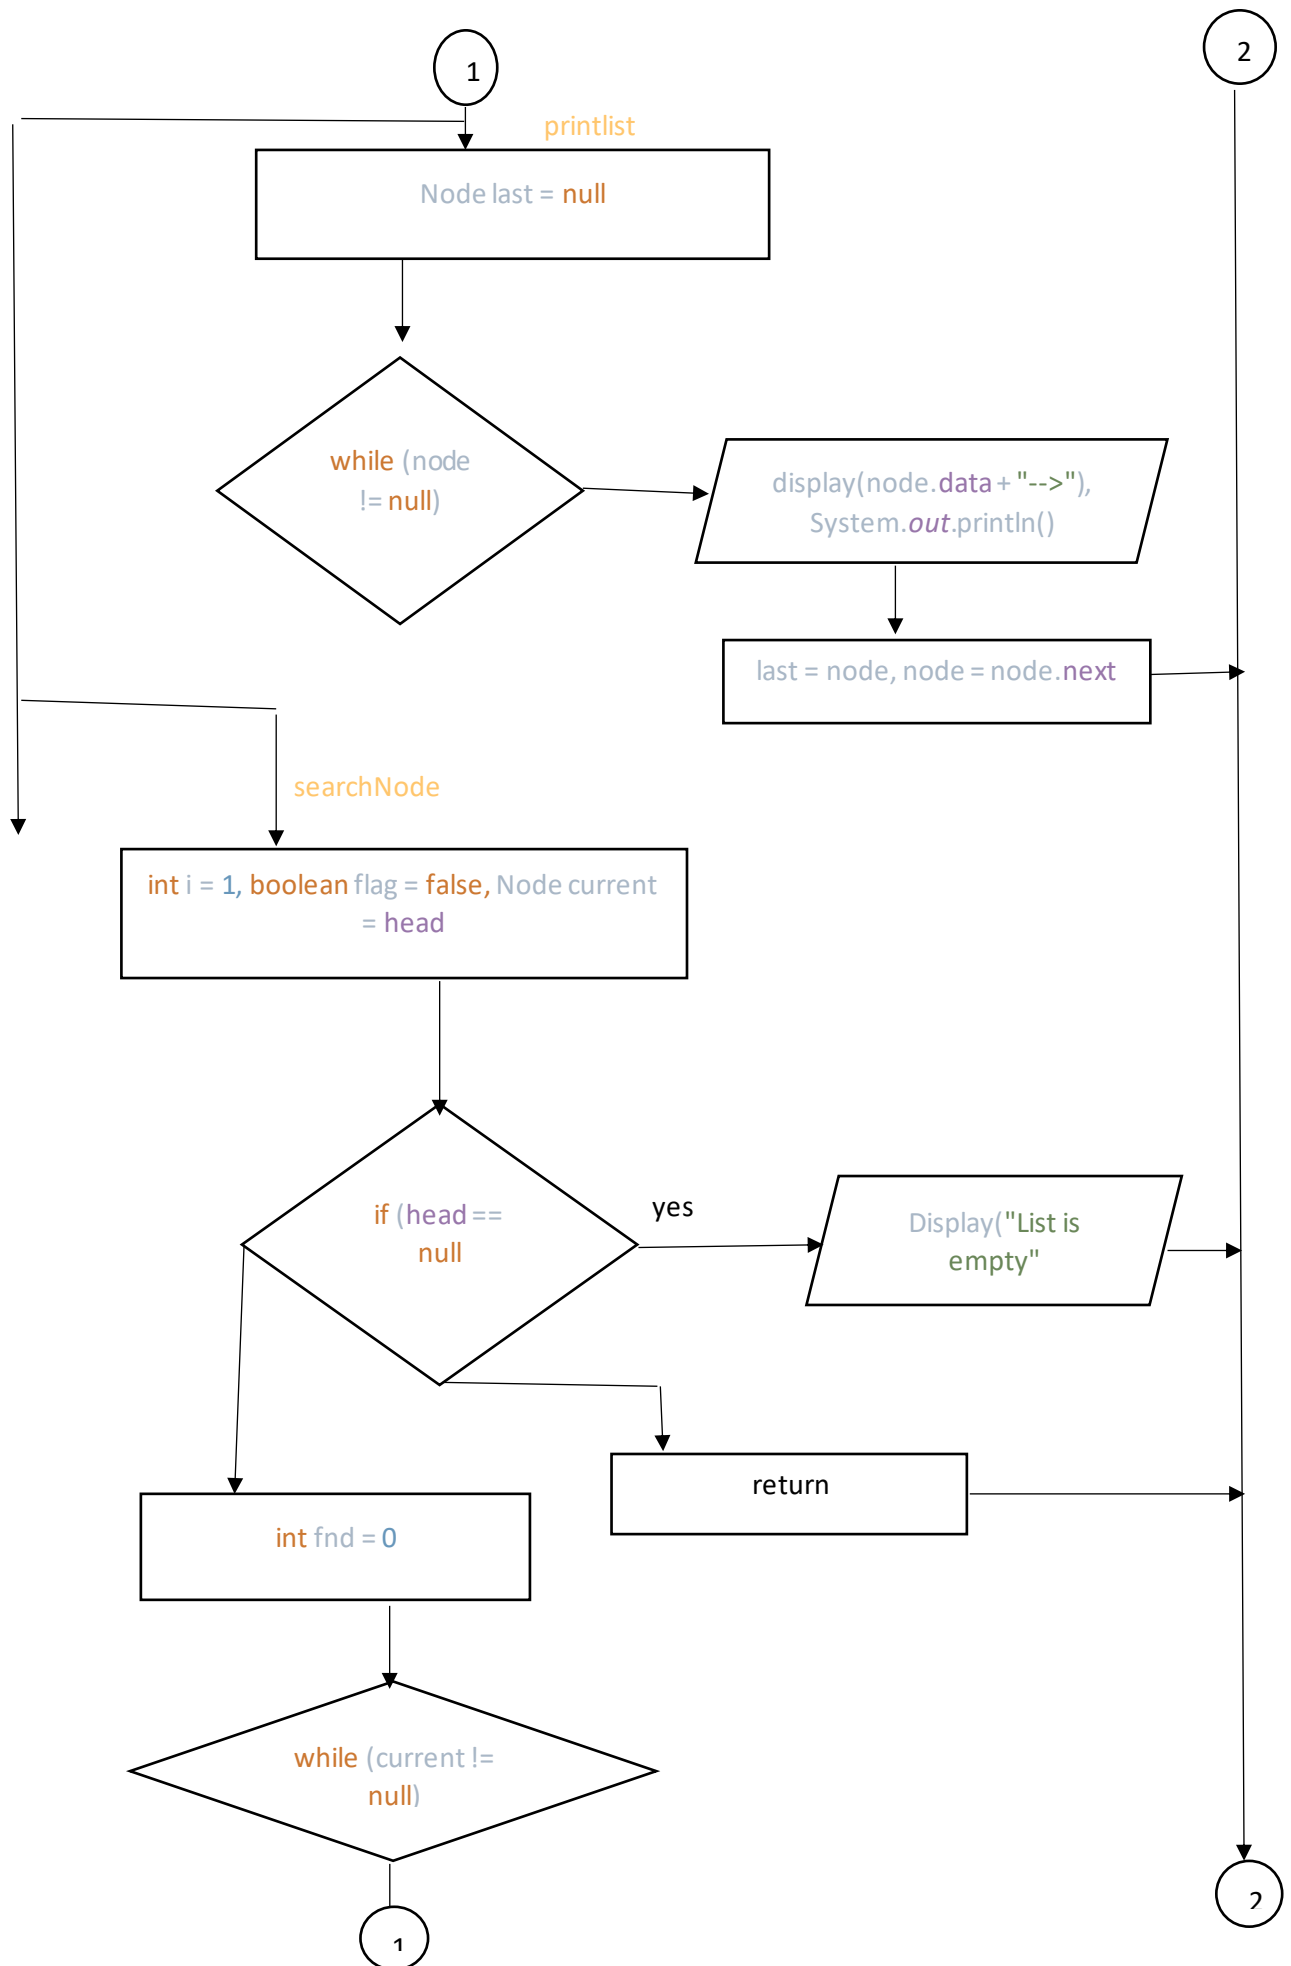 1
2
printlist
Node last = null
while (node
!= null)
display(node.data + "-->"),
System.out.println()
last = node, node = node.next
searchNode
int i = 1, boolean flag = false, Node current
= head
if (head ==
null
yes
Display("List is
empty"
return
int fnd = 0
while (current !=
null)
2
1